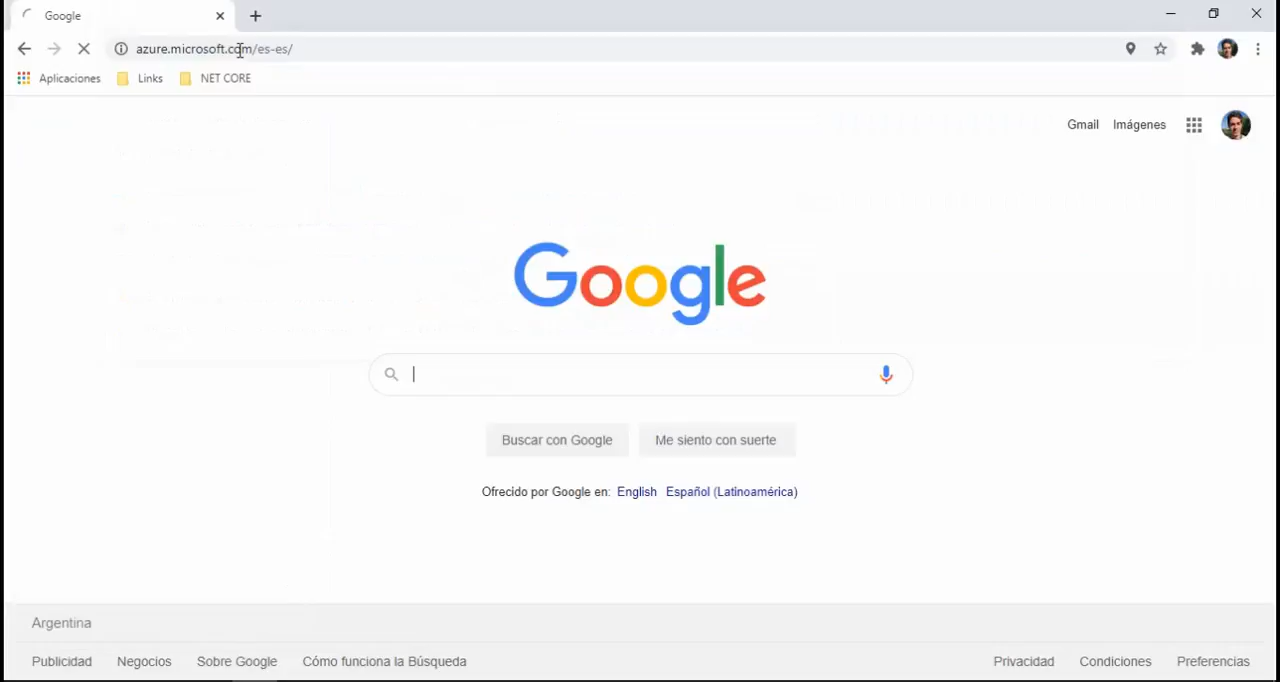 Google
azure.microsoft.com/es-es/
Aplicaciones Links NET CORE
Gmail Imágenes
Google
Buscar con Google Me siento con suerte
Ofrecido por Google en: English Español (Latinoamérica)
Argentina
Publicidad Negocios Sobre Google Cómo funciona la Búsqueda Privacidad Condiciones Preferencias